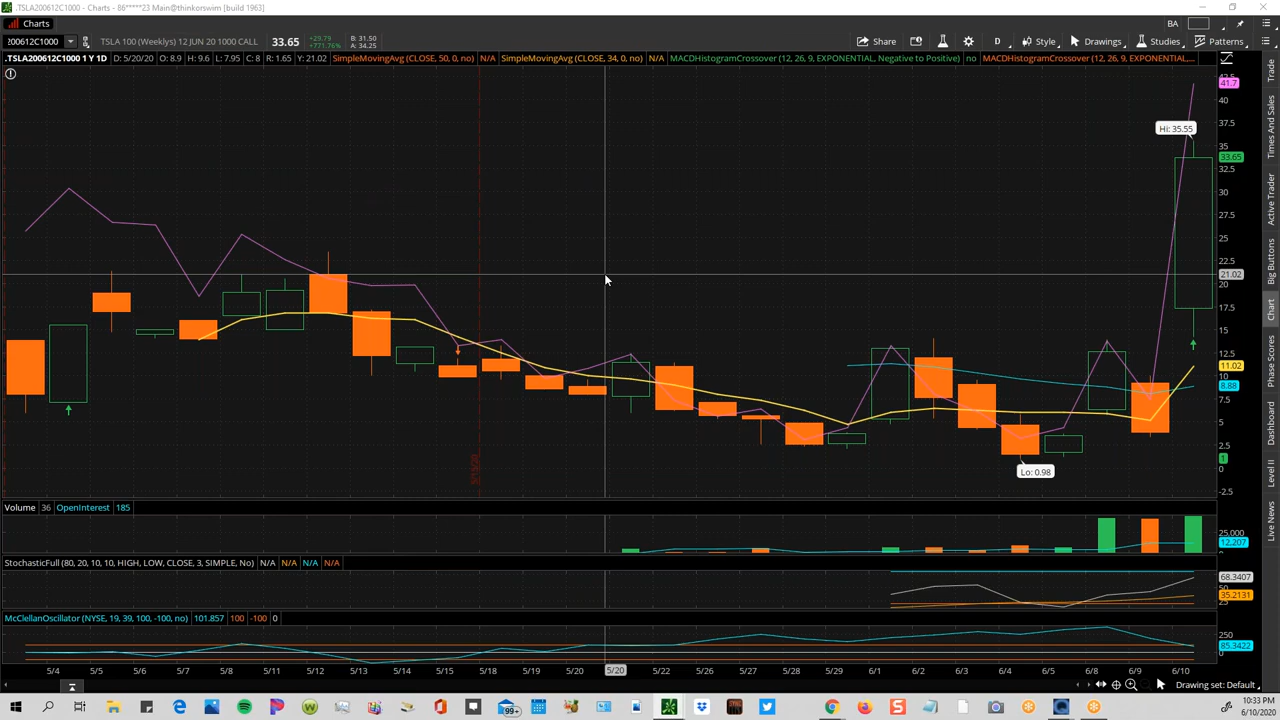 .TSLA200612C1000 - Charts - 86*****23 Main@thinkorswim [build 1963]
Charts
BA
200612C1000
TSLA 100 (Weeklys) 12 JUN 20 1000 CALL
33.65
+29.79
+771.76%
B: 31.50
A: 34.25
Share
D
Style
Drawings
Studies
Patterns
.TSLA200612C1000 1 Y 1D
D: 5/20/20
O: 8.9
H: 9.6
L: 7.95
C: 8
R: 1.65
Y: 21.02
SimpleMovingAvg (CLOSE, 50, 0, no)
N/A
SimpleMovingAvg (CLOSE, 34, 0, no)
N/A
MACDHistogramCrossover (12, 26, 9, EXPONENTIAL, Negative to Positive)
no
MACDHistogramCrossover (12, 26, 9, EXPONENTIAL,...
42.5
41.7
40
37.5
Hi: 35.55
35
33.65
32.5
30
27.5
25
22.5
21.02
20
17.5
15
12.5
11.02
10
8.88
7.5
5
2.5
1
0
-2.5
Lo: 0.98
5/15/20
Volume
36
OpenInterest
185
25,000
12,207
StochasticFull (80, 20, 10, 10, HIGH, LOW, CLOSE, 3, SIMPLE, No)
N/A
N/A
N/A
N/A
68.3407
35.2131
25
McClellanOscillator (NYSE, 19, 39, 100, -100, no)
101.857
100
-100
0
250
85.3422
0
5/4
5/5
5/6
5/7
5/8
5/11
5/12
5/13
5/14
5/15
5/18
5/19
5/20
5/20
5/22
5/26
5/27
5/29
6/1
6/2
6/4
6/5
6/8
6/9
6/10
Drawing set: Default
Trade
Times And Sales
Active Trader
Big Buttons
Chart
Phase Scores
Dashboard
Level II
Live News
99+
10:33 PM
6/10/2020